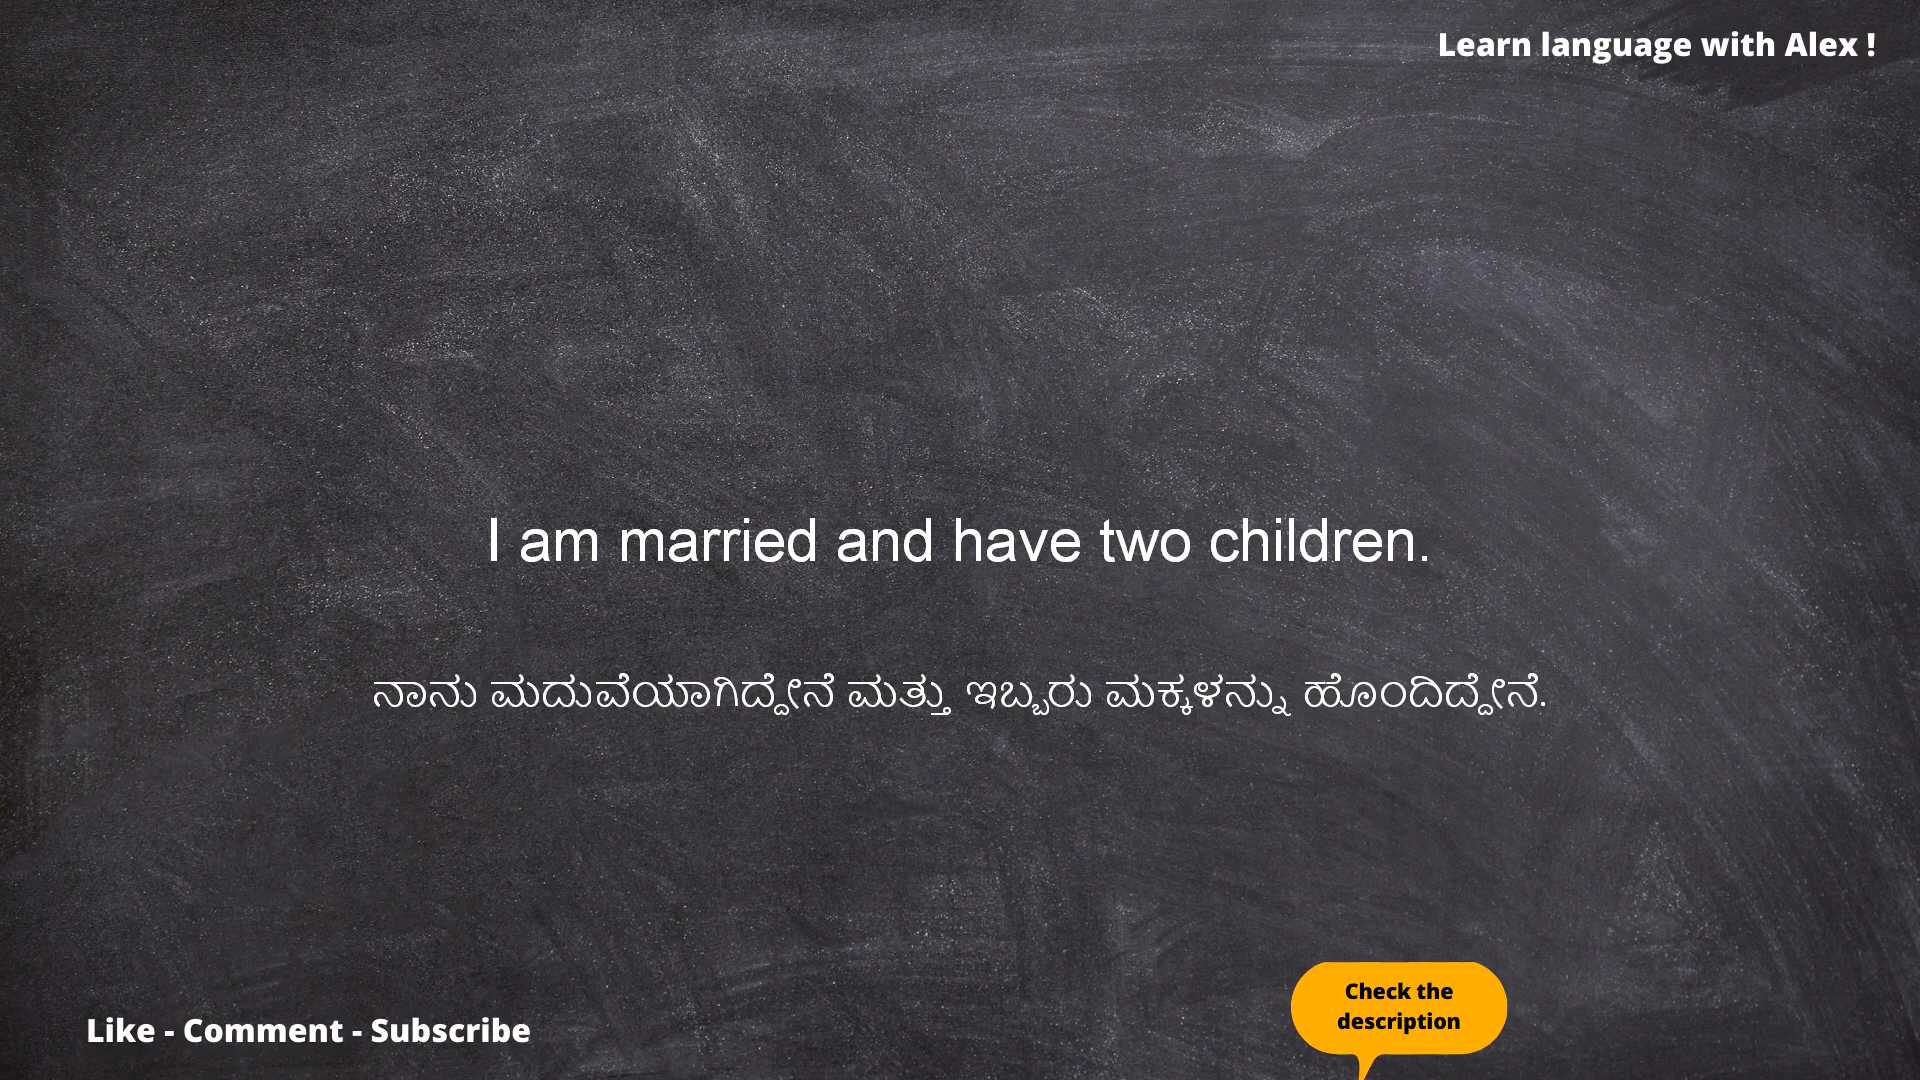 Learn language with Alex !
I am married and have two children.
ನಾನು ಮದುವೆಯಾಗಿದ್ದೇನೆ ಮತ್ತು ಇಬ್ಬರು ಮಕ್ಕಳನ್ನು ಹೊಂದಿದ್ದೇನೆ.
Check the
description
Like - Comment - Subscribe